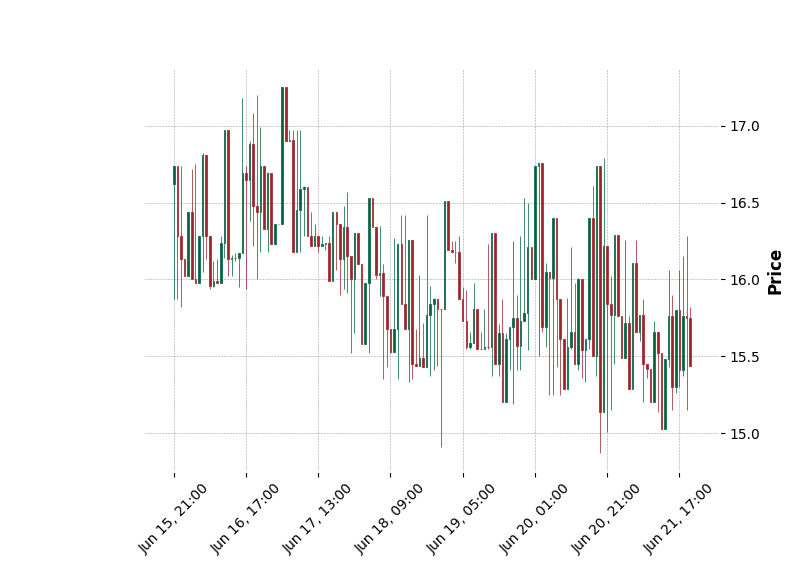 17.0
16.5
16.0
15.5
15.0
Price
Jun 15, 21:00
Jun 16, 17:00
Jun 17, 13:00
Jun 18, 09:00
Jun 19, 05:00
Jun 20, 01:00
Jun 20, 21:00
Jun 21, 17:00